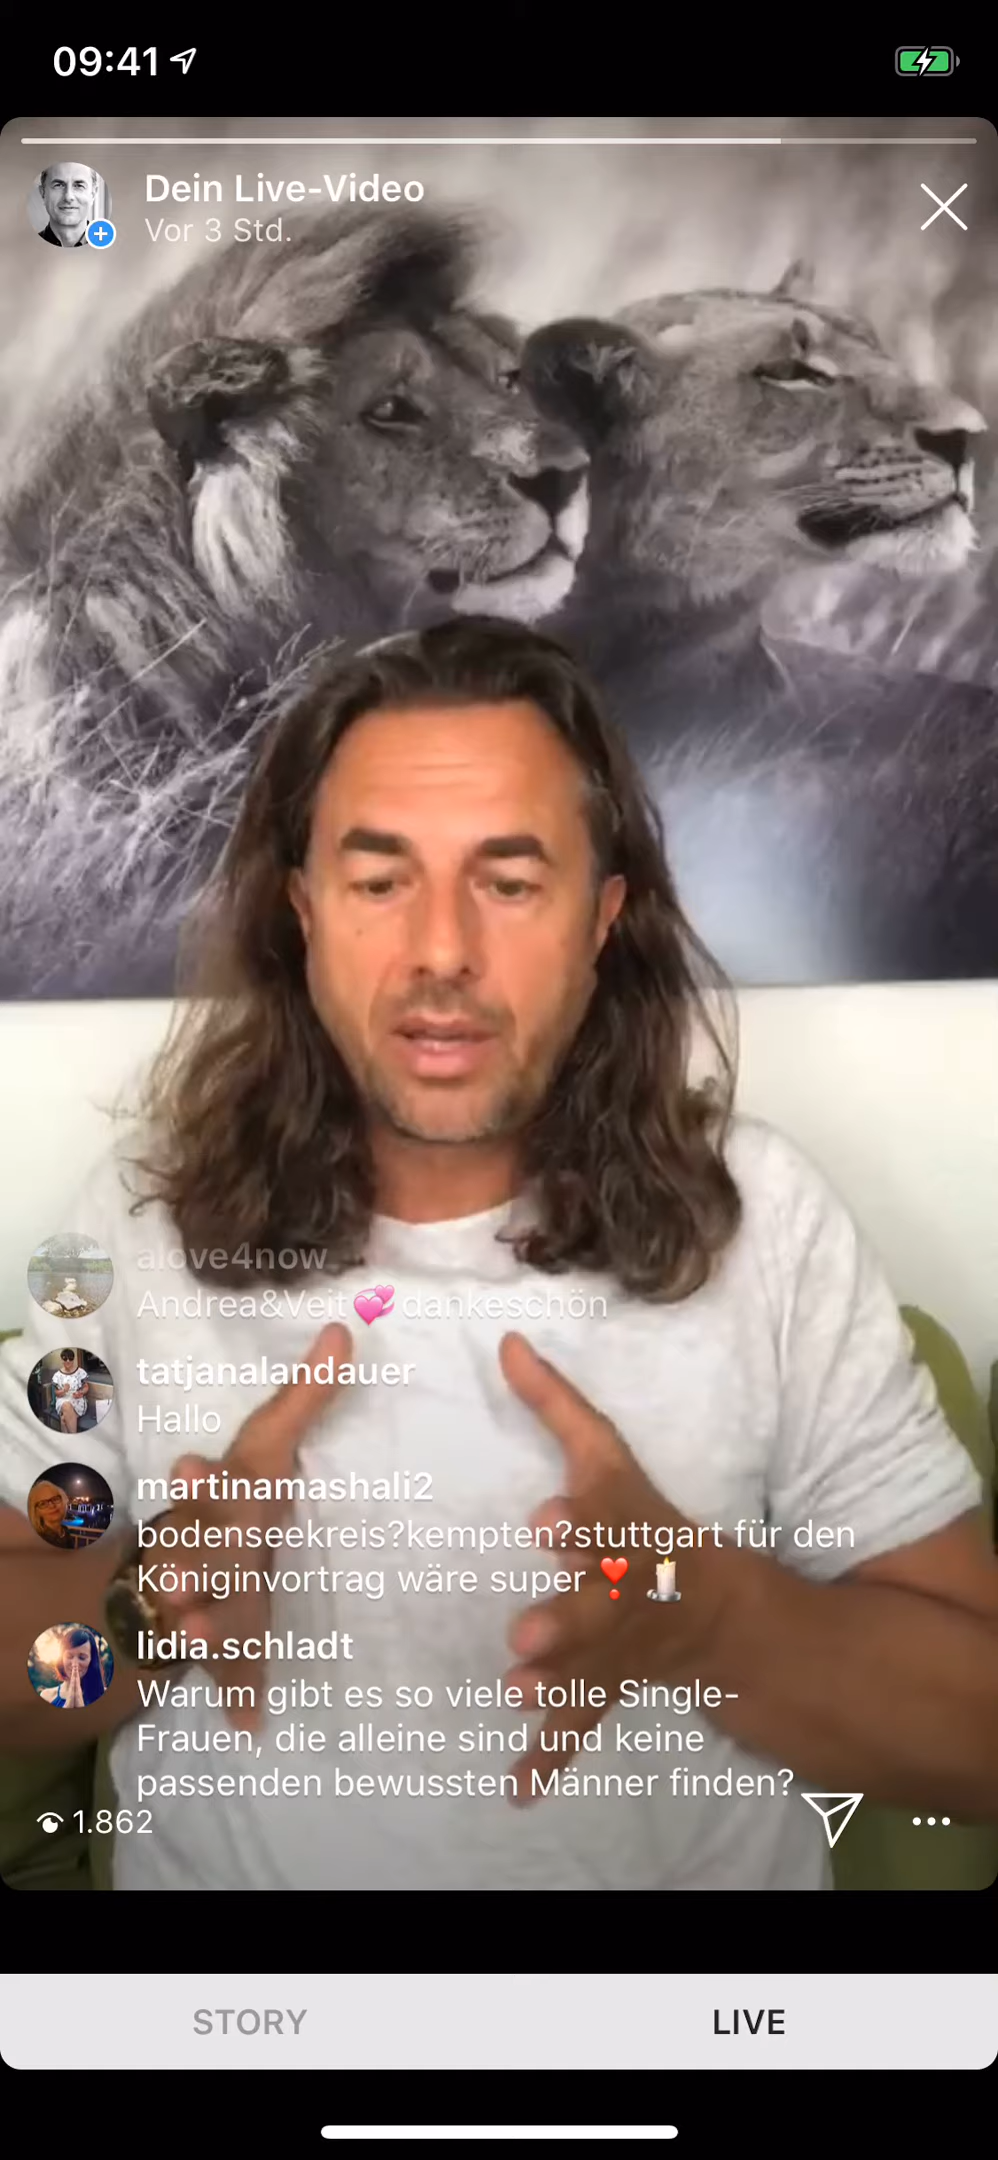 09:41
Dein Live-Video
Vor 3 Std.
alove4now
Andrea&Veit💞dankeschön
tatjanalandauer
Hallo
martinamashali2
bodenseekreis?kempten?stuttgart für den
Königinvortrag wäre super❣️🕯️
lidia.schladt
Warum gibt es so viele tolle Single-
Frauen, die alleine sind und keine
passenden bewussten Männer finden?
1.862
STORY
LIVE